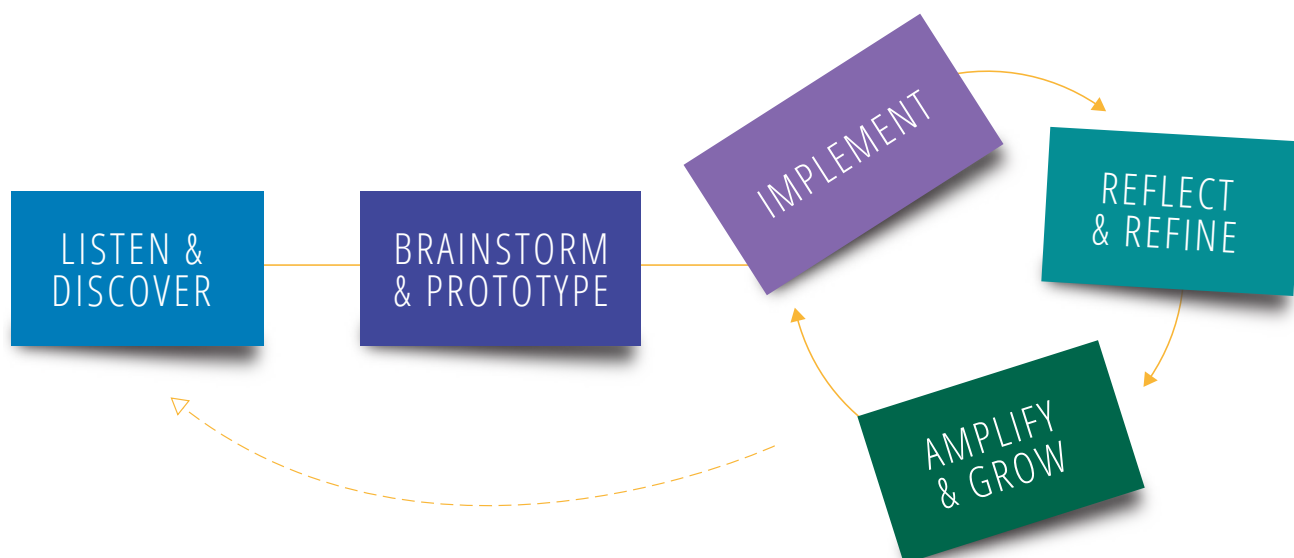 LISTEN &
DISCOVER
BRAINSTORM
& PROTOTYPE
IMPLEMENT
REFLECT
& REFINE
AMPLIFY
& GROW